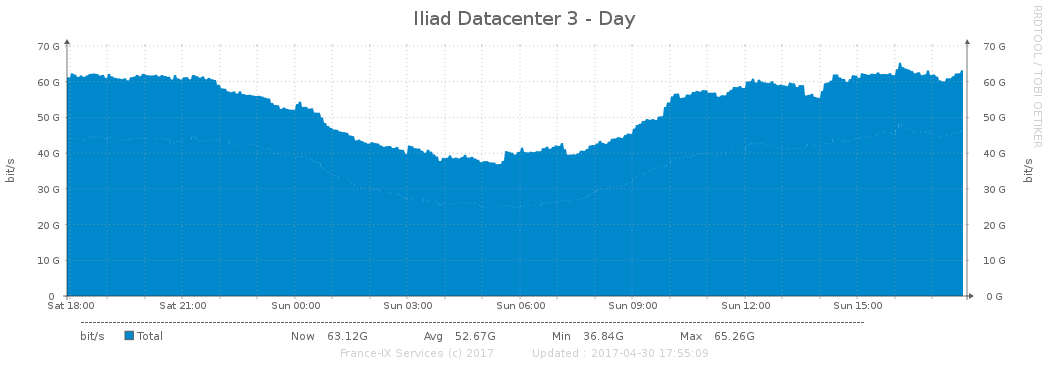 Iliad Datacenter 3 - Day
RRDTOOL / TOBI OETIKER
70 G 70 G
60 G 60 G
50 G 50 G
40 G 40 G
30 G 30 G
20 G 20 G
10 G 10 G
0 0 G
bit/s bit/s
Sat 18:00 Sat 21:00 Sun 00:00 Sun 03:00 Sun 06:00 Sun 09:00 Sun 12:00 Sun 15:00
bit/s Total Now 63.12G Avg 52.67G Min 36.84G Max 65.26G
France-IX Services (c) 2017 Updated : 2017-04-30 17:55:09